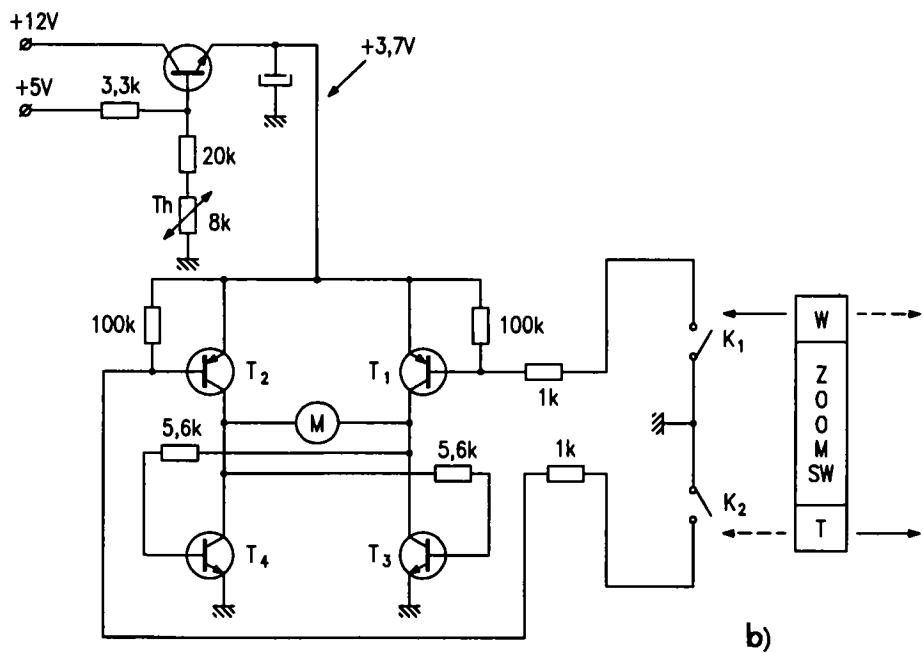 +12V
+3,7V
+5V
3,3k
20k
Th
8k
100k
100k
T2
T1
K1
W
1k
M
ZOOM
SW
5,6k
5,6k
1k
K2
T
T4
T3
b)